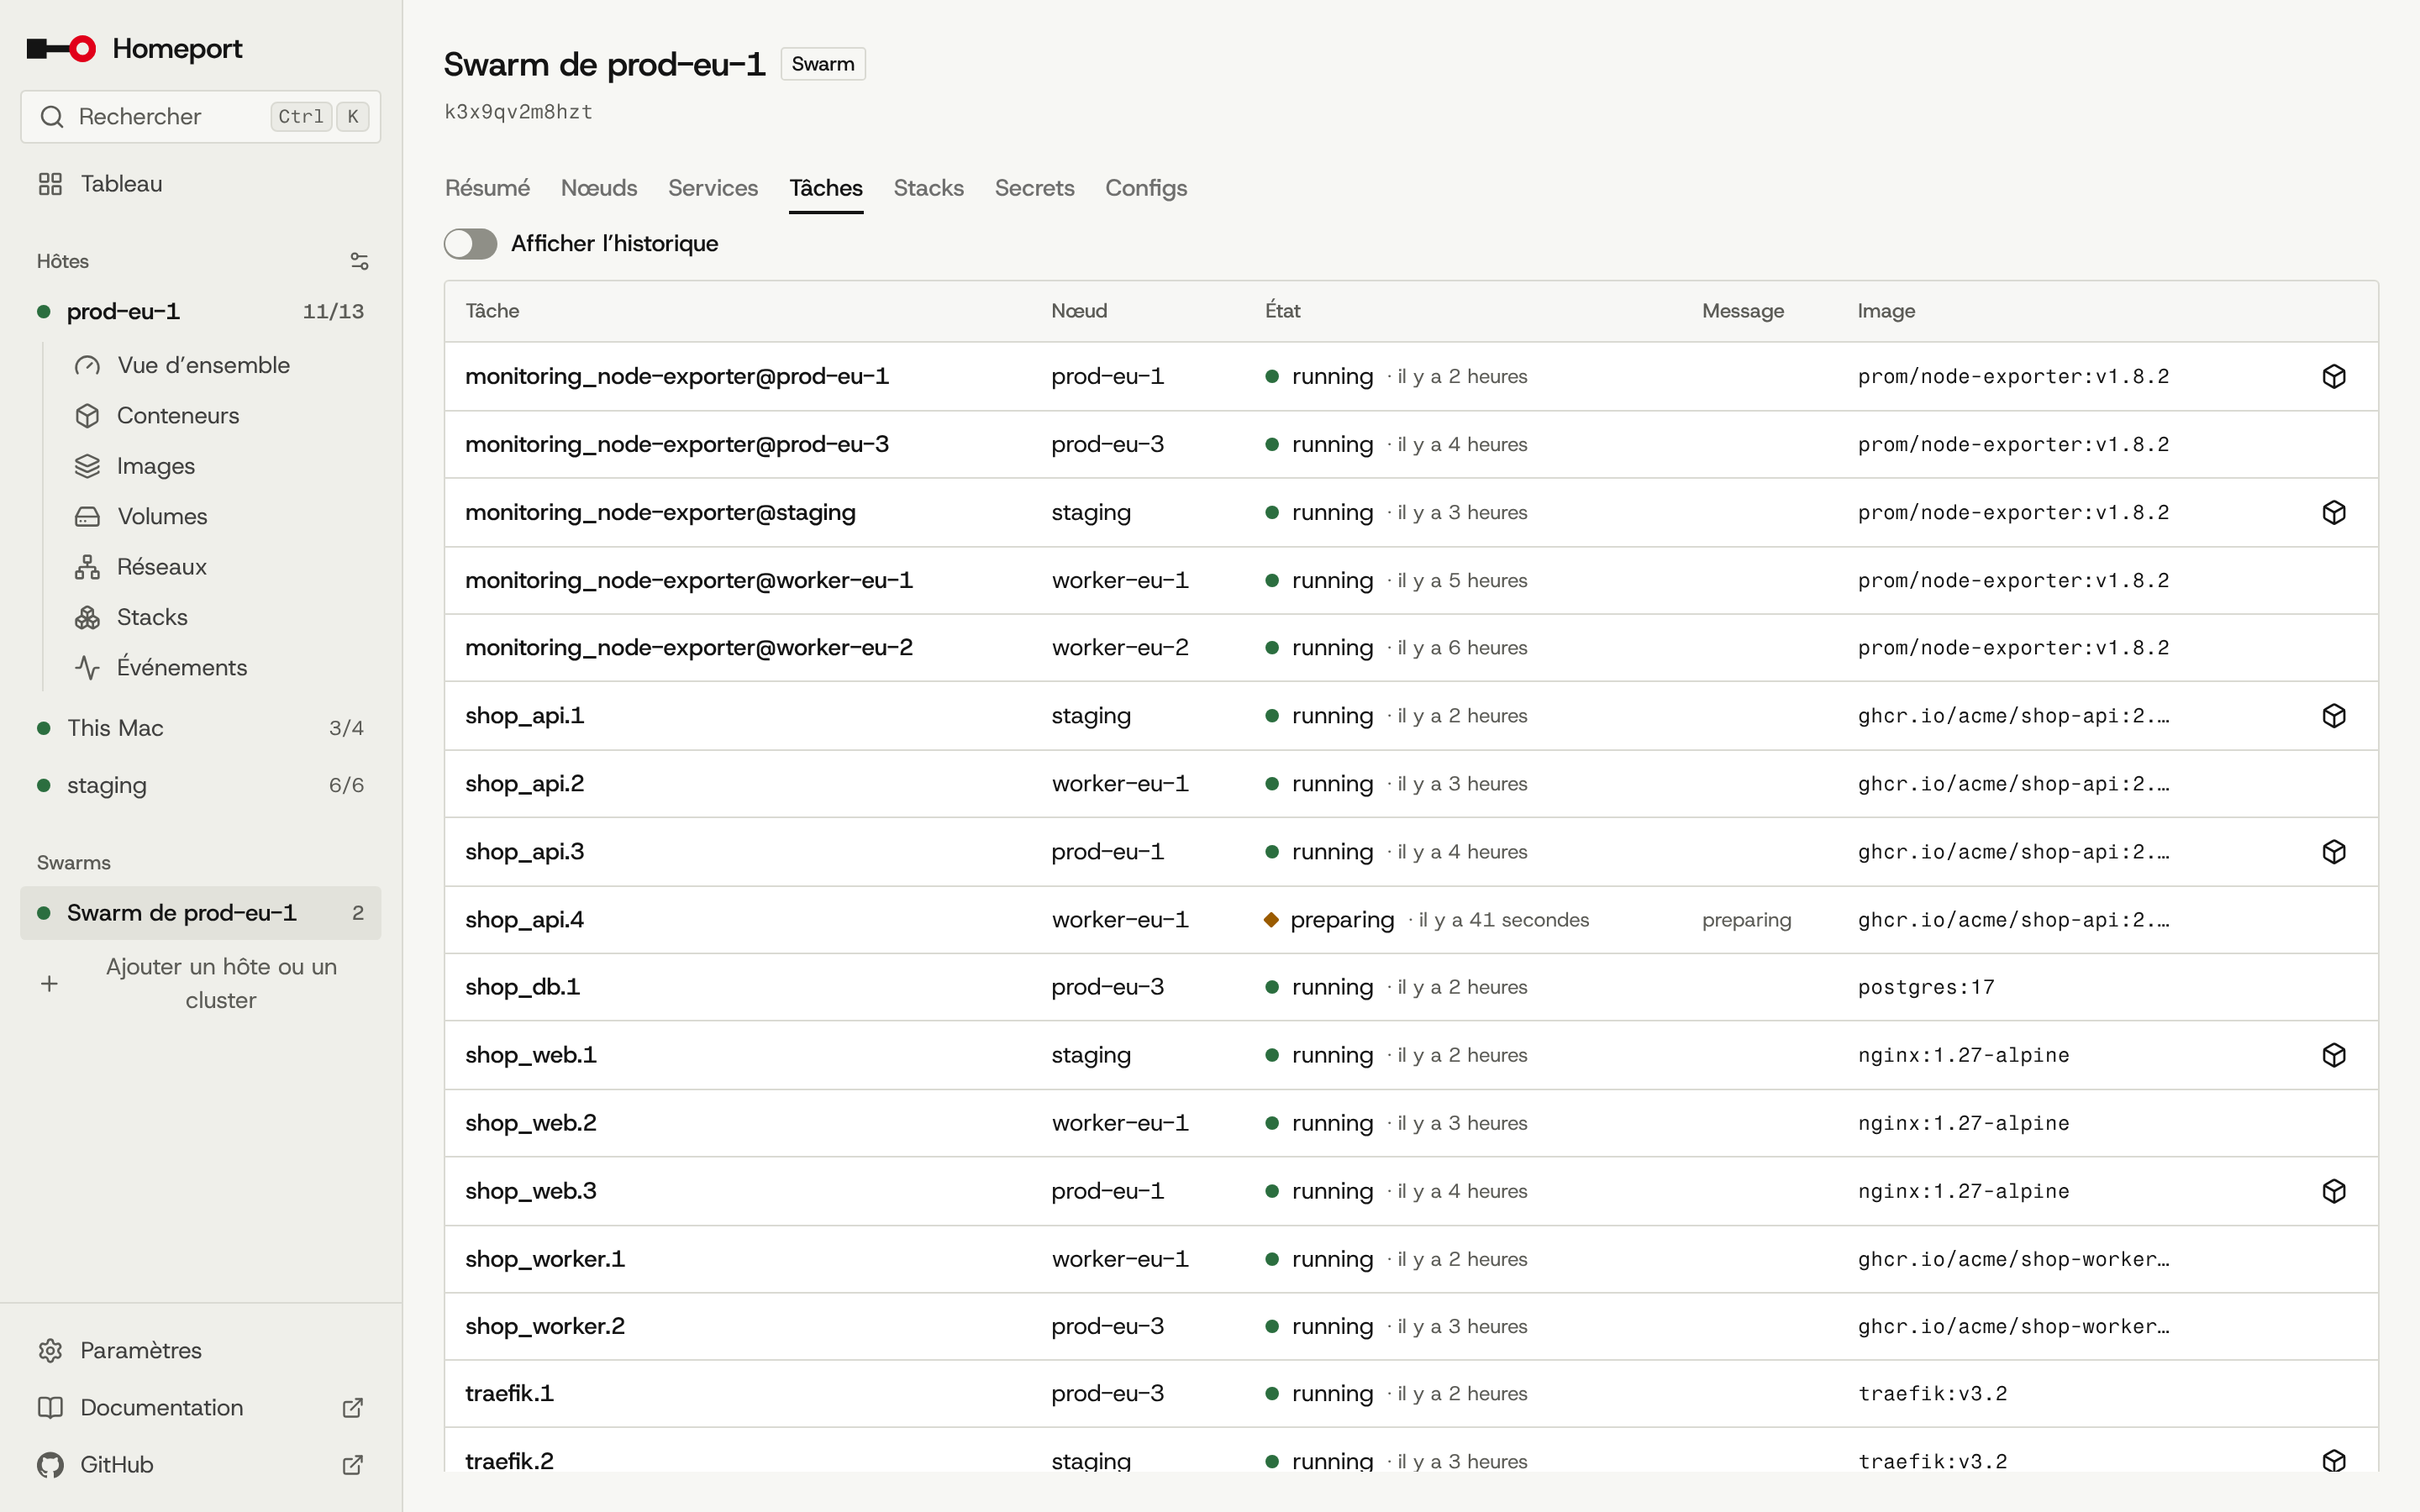 Homeport
Rechercher Ctrl K
Tableau
Hôtes
prod-eu-1 11/13
Vue d’ensemble
Conteneurs
Images
Volumes
Réseaux
Stacks
Événements
This Mac 3/4
staging 6/6
Swarms
Swarm de prod-eu-1 2
Ajouter un hôte ou un
cluster
Paramètres
Documentation
GitHub
Swarm de prod-eu-1 Swarm
k3x9qv2m8hzt
Résumé Nœuds Services Tâches Stacks Secrets Configs
Afficher l’historique
Tâche Nœud État Message Image
monitoring_node-exporter@prod-eu-1 prod-eu-1 running · il y a 2 heures prom/node-exporter:v1.8.2
monitoring_node-exporter@prod-eu-3 prod-eu-3 running · il y a 4 heures prom/node-exporter:v1.8.2
monitoring_node-exporter@staging staging running · il y a 3 heures prom/node-exporter:v1.8.2
monitoring_node-exporter@worker-eu-1 worker-eu-1 running · il y a 5 heures prom/node-exporter:v1.8.2
monitoring_node-exporter@worker-eu-2 worker-eu-2 running · il y a 6 heures prom/node-exporter:v1.8.2
shop_api.1 staging running · il y a 2 heures ghcr.io/acme/shop-api:2.…
shop_api.2 worker-eu-1 running · il y a 3 heures ghcr.io/acme/shop-api:2.…
shop_api.3 prod-eu-1 running · il y a 4 heures ghcr.io/acme/shop-api:2.…
shop_api.4 worker-eu-1 preparing · il y a 41 secondes preparing ghcr.io/acme/shop-api:2.…
shop_db.1 prod-eu-3 running · il y a 2 heures postgres:17
shop_web.1 staging running · il y a 2 heures nginx:1.27-alpine
shop_web.2 worker-eu-1 running · il y a 3 heures nginx:1.27-alpine
shop_web.3 prod-eu-1 running · il y a 4 heures nginx:1.27-alpine
shop_worker.1 worker-eu-1 running · il y a 2 heures ghcr.io/acme/shop-worker…
shop_worker.2 prod-eu-3 running · il y a 3 heures ghcr.io/acme/shop-worker…
traefik.1 prod-eu-3 running · il y a 2 heures traefik:v3.2
traefik.2 staging running · il y a 3 heures traefik:v3.2